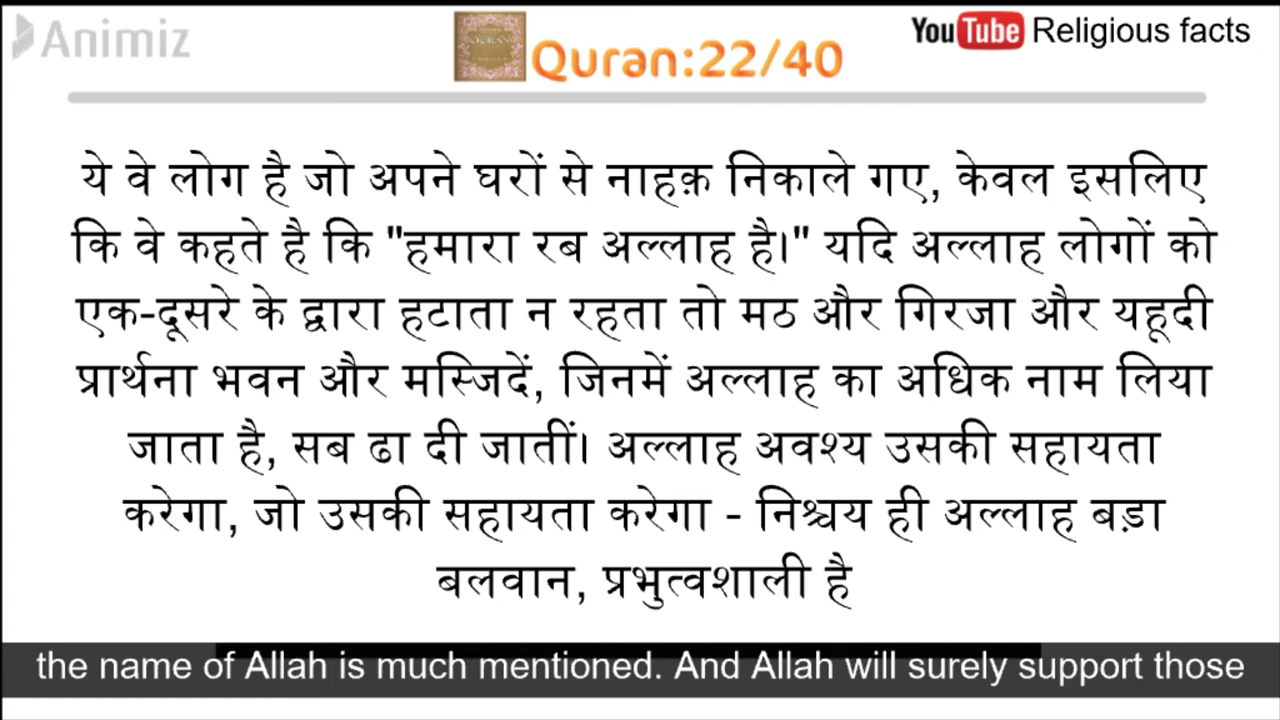 Animiz
Quran:22/40
YouTube Religious facts
ये वे लोग है जो अपने घरों से नाहक़ निकाले गए, केवल इसलिए
कि वे कहते है कि "हमारा रब अल्लाह है।" यदि अल्लाह लोगों को
एक-दूसरे के द्वारा हटाता न रहता तो मठ और गिरजा और यहूदी
प्रार्थना भवन और मस्जिदें, जिनमें अल्लाह का अधिक नाम लिया
जाता है, सब ढा दी जातीं। अल्लाह अवश्य उसकी सहायता
करेगा, जो उसकी सहायता करेगा - निश्चय ही अल्लाह बड़ा
बलवान, प्रभुत्वशाली है
the name of Allah is much mentioned. And Allah will surely support those